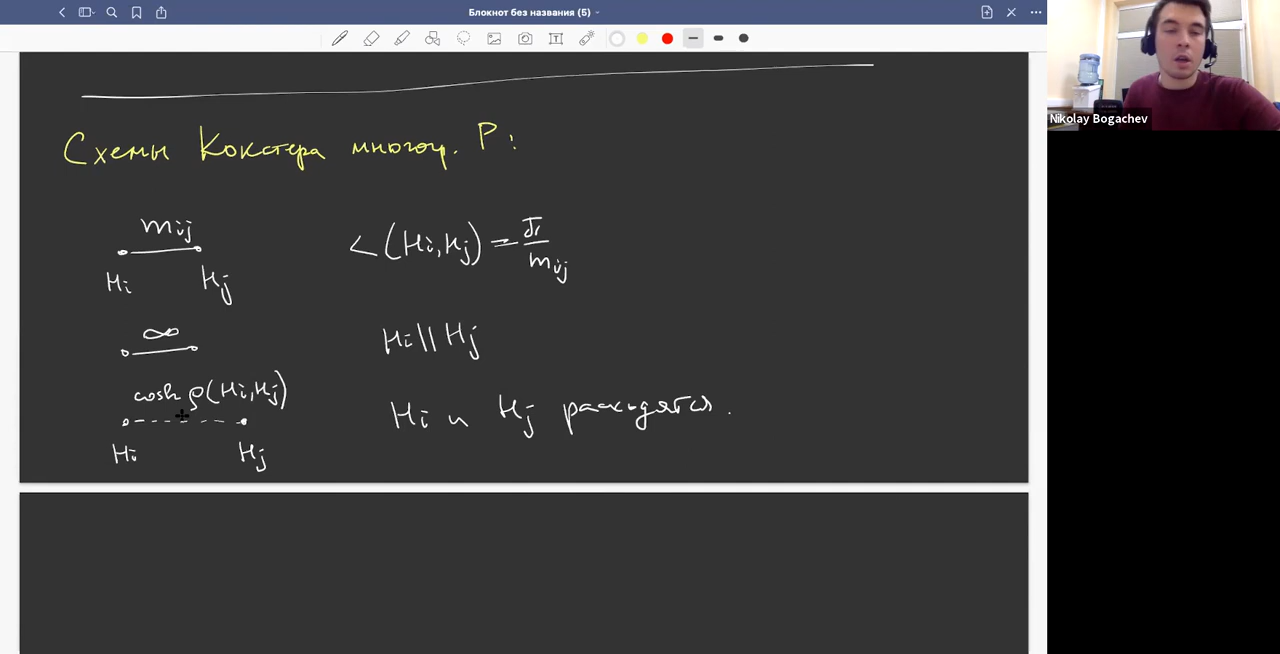 Блокнот без названия (5)
Nikolay Bogachev
Схемы Кокстера многогр. P:
mij
Hi Hj
∠(Hi, Hj) = π/mij
∞
Hi || Hj
cosh ρ(Hi, Hj)
Hi Hj
Hi и Hj расходятся.